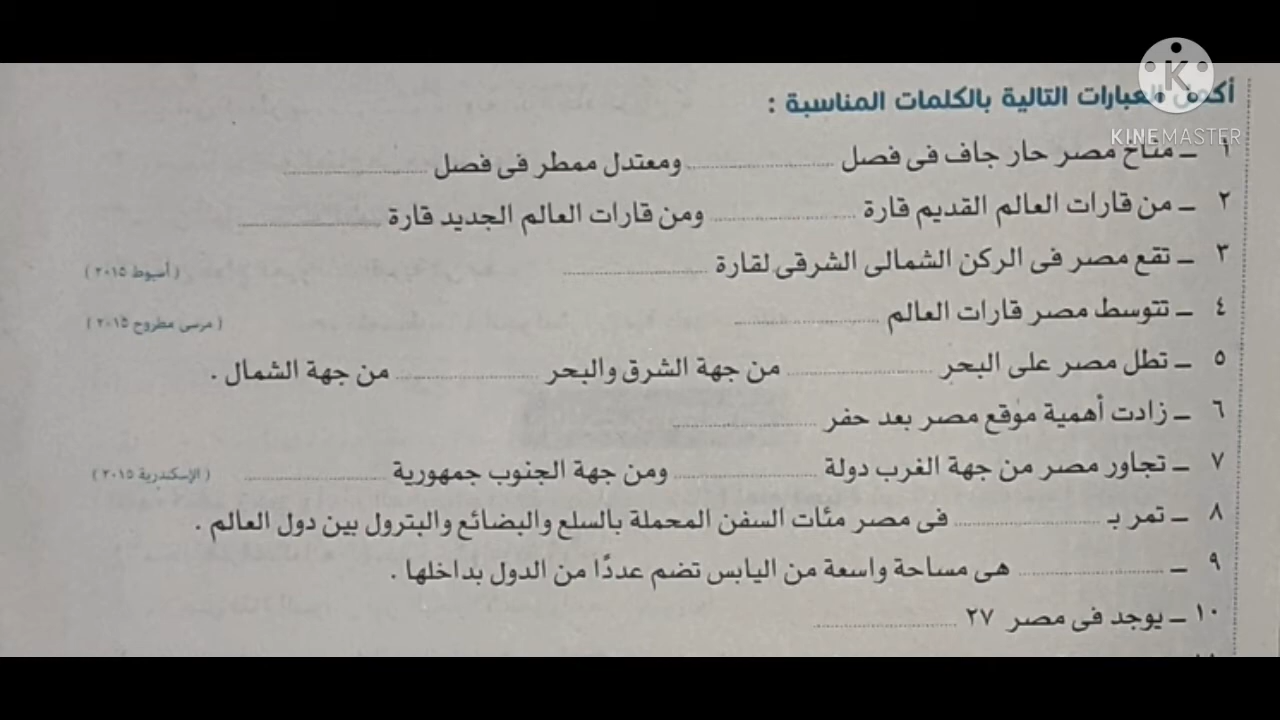 أكمل العبارات التالية بالكلمات المناسبة :
KINEMASTER
١ ـ مناخ مصر حار جاف فى فصل ........................ ومعتدل ممطر فى فصل ........................
٢ ـ من قارات العالم القديم قارة ........................ ومن قارات العالم الجديد قارة ........................
٣ ـ تقع مصر فى الركن الشمالى الشرقى لقارة ........................ ( أسيوط ٢٠١٥ )
٤ ـ تتوسط مصر قارات العالم ........................ ( مرسى مطروح ٢٠١٥ )
٥ ـ تطل مصر على البحر ........................ من جهة الشرق والبحر ........................ من جهة الشمال .
٦ ـ زادت أهمية موقع مصر بعد حفر ........................
٧ ـ تجاور مصر من جهة الغرب دولة ........................ ومن جهة الجنوب جمهورية ........................ ( الإسكندرية ٢٠١٥ )
٨ ـ تمر بـ ........................ فى مصر مئات السفن المحملة بالسلع والبضائع والبترول بين دول العالم .
٩ ـ ........................ هى مساحة واسعة من اليابس تضم عددًا من الدول بداخلها .
١٠ ـ يوجد فى مصر ٢٧ ........................